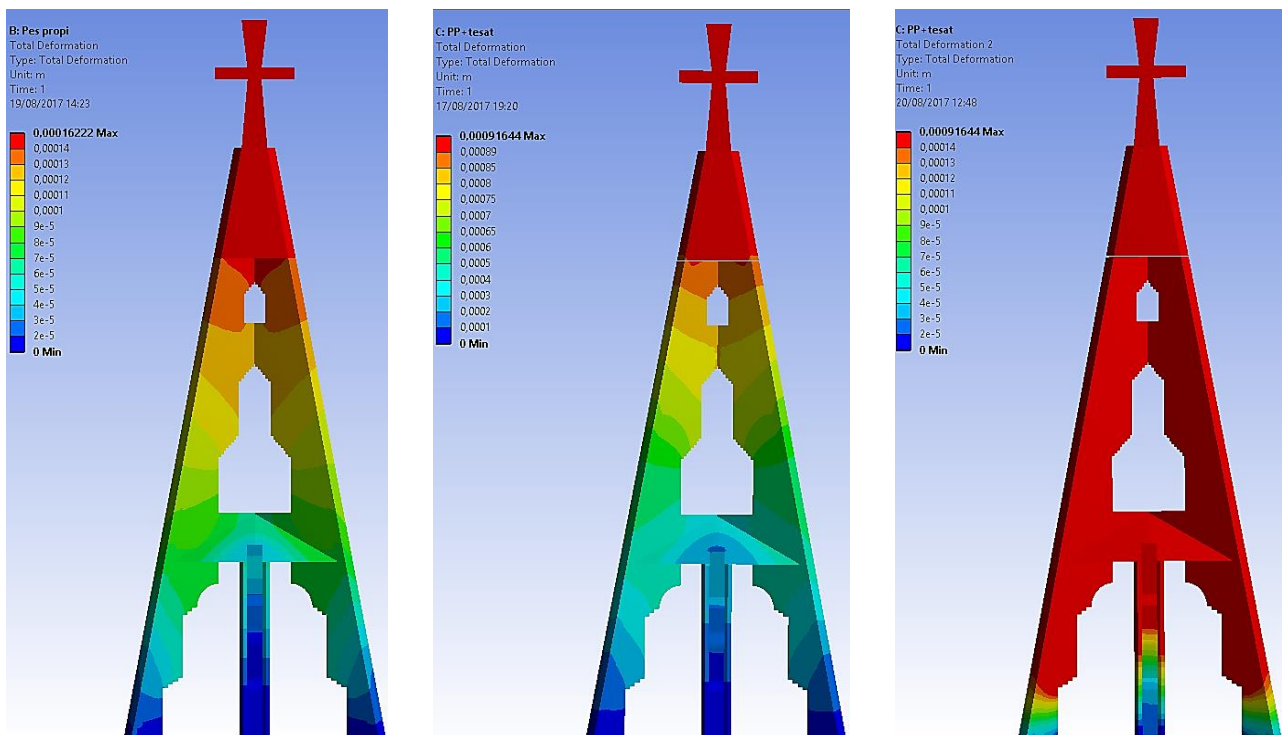 B: Pes propi
Total Deformation
Type: Total Deformation
Unit: m
Time: 1
19/08/2017 14:23
0,00016222 Max
0,00014
0,00013
0,00012
0,00011
0,0001
9e-5
8e-5
7e-5
6e-5
5e-5
4e-5
3e-5
2e-5
0 Min
C: PP+tesat
Total Deformation
Type: Total Deformation
Unit: m
Time: 1
17/08/2017 19:20
0,00091644 Max
0,00089
0,00085
0,0008
0,00075
0,0007
0,00065
0,0006
0,0005
0,0004
0,0003
0,0002
0,0001
0 Min
C: PP+tesat
Total Deformation 2
Type: Total Deformation
Unit: m
Time: 1
20/08/2017 12:48
0,00091644 Max
0,00014
0,00013
0,00012
0,00011
0,0001
9e-5
8e-5
7e-5
6e-5
5e-5
4e-5
3e-5
2e-5
0 Min